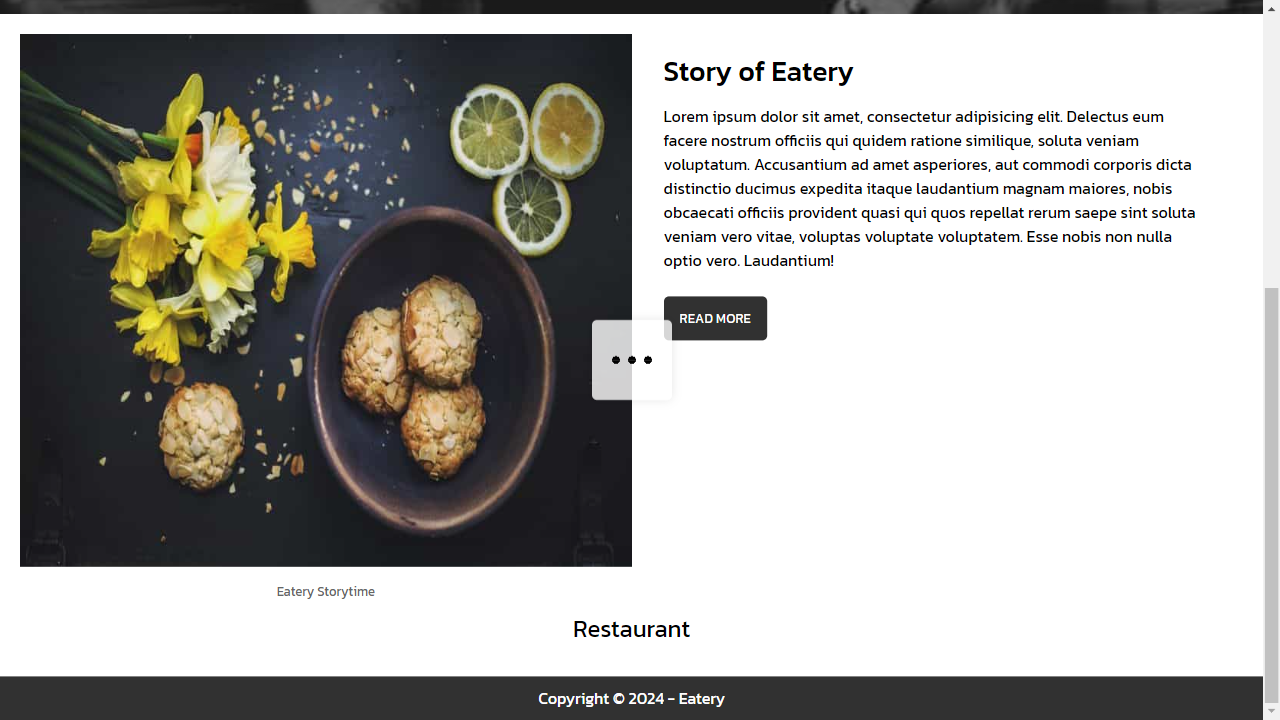 Story of Eatery
Lorem ipsum dolor sit amet, consectetur adipisicing elit. Delectus eum
facere nostrum officiis qui quidem ratione similique, soluta veniam
voluptatum. Accusantium ad amet asperiores, aut commodi corporis dicta
distinctio ducimus expedita itaque laudantium magnam maiores, nobis
obcaecati officiis provident quasi qui quos repellat rerum saepe sint soluta
veniam vero vitae, voluptas voluptate voluptatem. Esse nobis non nulla
optio vero. Laudantium!
READ MORE
Eatery Storytime
Restaurant
Copyright © 2024 - Eatery